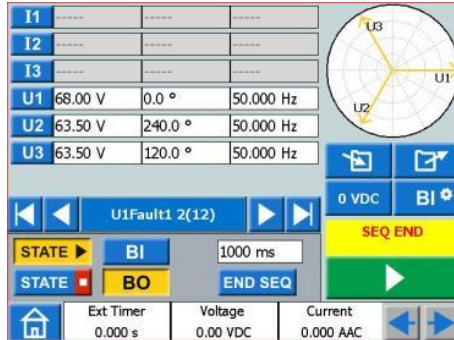 I1 ----- ----- -----
I2 ----- ----- -----
I3 ----- ----- -----
U1 68.00 V 0.0 ° 50.000 Hz
U2 63.50 V 240.0 ° 50.000 Hz
U3 63.50 V 120.0 ° 50.000 Hz
U3
U1
U2
U1Fault1 2(12)
0 VDC BI
SEQ END
STATE BI 1000 ms
STATE BO END SEQ
Ext Timer Voltage Current
0.000 s 0.00 VDC 0.000 AAC